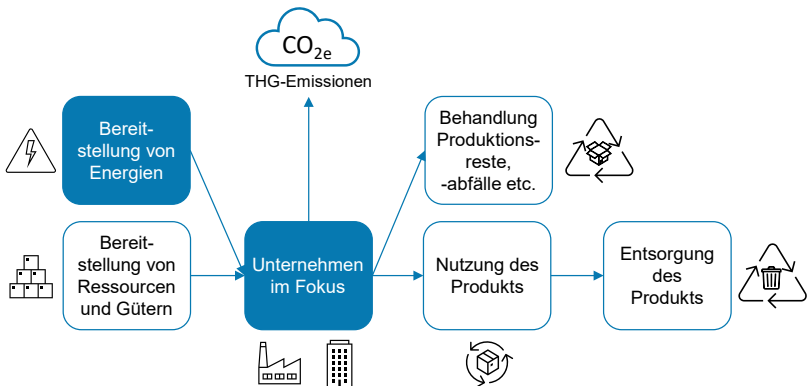 CO2e
THG-Emissionen
Bereit-
stellung von
Energien
Behandlung
Produktions-
reste,
-abfälle etc.
Bereit-
stellung von
Ressourcen
und Gütern
Unternehmen
im Fokus
Nutzung des
Produkts
Entsorgung
des
Produkts